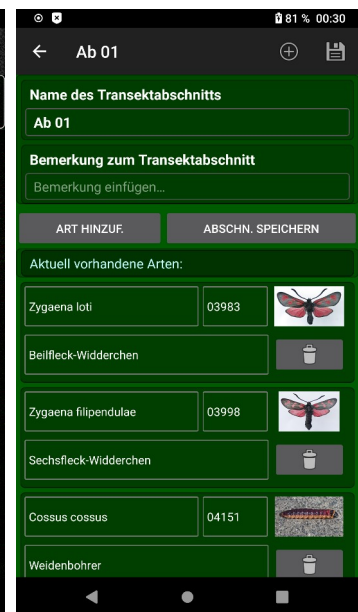 81 % 00:30
Ab 01
Name des Transektabschnitts
Ab 01
Bemerkung zum Transektabschnitt
Bemerkung einfügen...
ART HINZUF. ABSCHN. SPEICHERN
Aktuell vorhandene Arten:
Zygaena loti 03983
Beilfleck-Widderchen
Zygaena filipendulae 03998
Sechsfleck-Widderchen
Cossus cossus 04151
Weidenbohrer